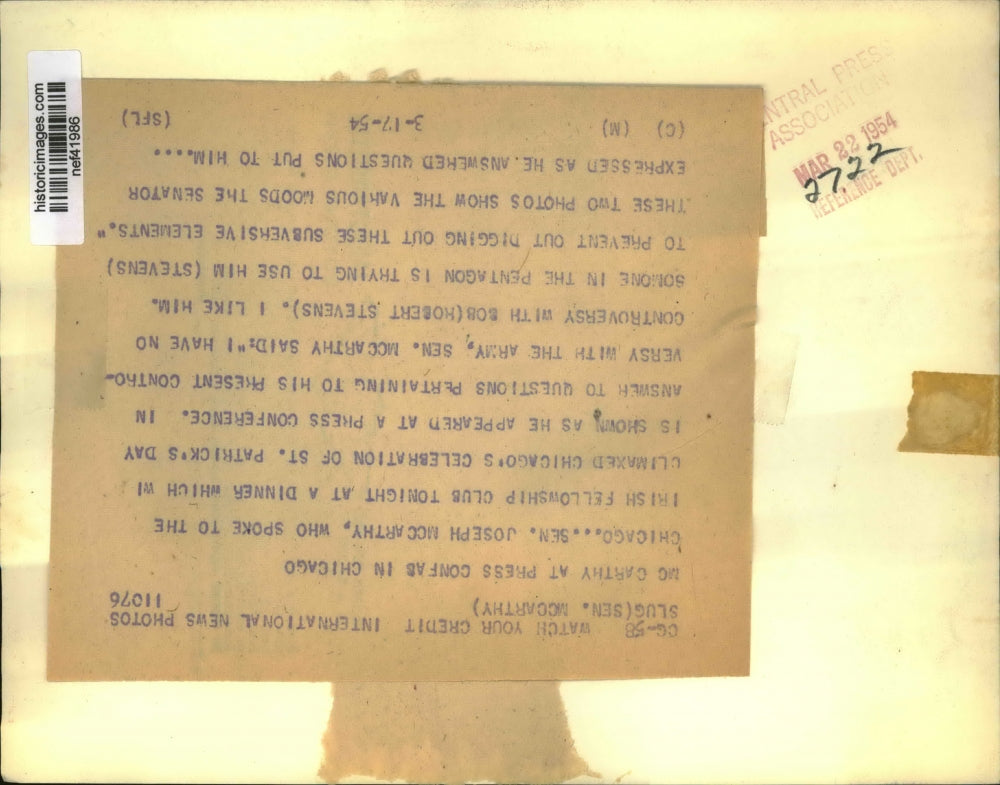 CG-58 WATCH YOUR CREDIT INTERNATIONAL NEWS PHOTOS
SLUG(SEN. MCCARTHY) 11076
MC CARTHY AT PRESS CONFAB IN CHICAGO
CHICAGO....SEN. JOSEPH MCCARTHY, WHO SPOKE TO THE
IRISH FELLOWSHIP CLUB TONIGHT AT A DINNER WHICH WI
CLIMAXED CHICAGO'S CELEBRATION OF ST. PATRICK'S DAY
IS SHOWN AS HE APPEARED AT A PRESS CONFERENCE. IN
ANSWER TO QUESTIONS PERTAINING TO HIS PRESENT CONTRO-
VERSY WITH THE ARMY, SEN. MCCARTHY SAID:"I HAVE NO
CONTROVERSY WITH BOB(ROBERT STEVENS). I LIKE HIM.
SOMONE IN THE PENTAGON IS TRYING TO USE HIM (STEVENS)
TO PREVENT OUT DIGGING OUT THESE SUBVERSIVE ELEMENTS."
THESE TWO PHOTOS SHOW THE VARIOUS MOODS THE SENATOR
EXPRESSED AS HE ANSWERED QUESTIONS PUT TO HIM....
(C) (M) 3-17-54 (SFL)
historicimages.com
nef41986
CENTRAL PRESS
ASSOCIATION
MAR 22 1954
2722
REFERENCE DEPT.